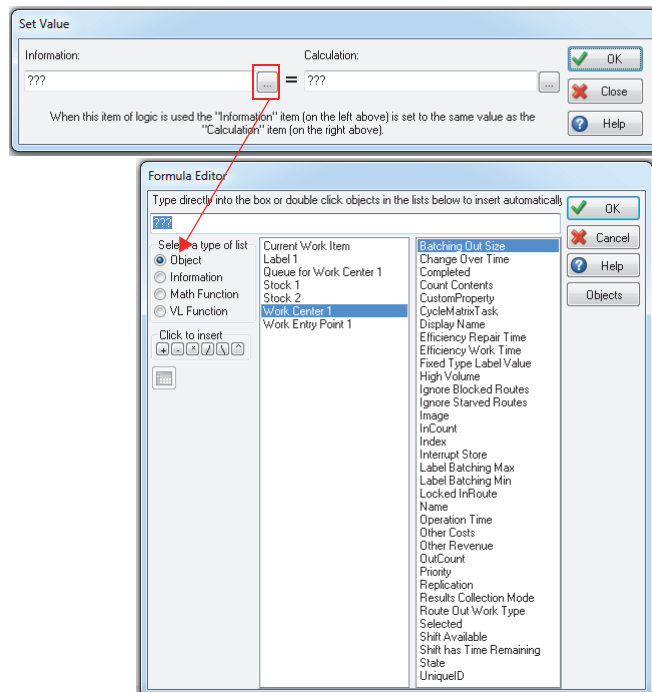 Set Value
Information:
Calculation:
???
...
=
???
...
OK
Close
Help
When this item of logic is used the "Information" item (on the left above) is set to the same value as the
"Calculation" item (on the right above).
Formula Editor
Type directly into the box or double click objects in the lists below to insert automatically
???
OK
Cancel
Help
Objects
Select a type of list
Object
Information
Math Function
VL Function
Click to insert
+ - * / \ ^
Current Work Item
Label 1
Queue for Work Center 1
Stock 1
Stock 2
Work Center 1
Work Entry Point 1
Batching Out Size
Change Over Time
Completed
Count Contents
CustomProperty
CycleMatrixTask
Display Name
Efficiency Repair Time
Efficiency Work Time
Fixed Type Label Value
High Volume
Ignore Blocked Routes
Ignore Starved Routes
Image
InCount
Index
Interrupt Store
Label Batching Max
Label Batching Min
Locked InRoute
Name
Operation Time
Other Costs
Other Revenue
OutCount
Priority
Replication
Results Collection Mode
Route Out Work Type
Selected
Shift Available
Shift has Time Remaining
State
UniqueID